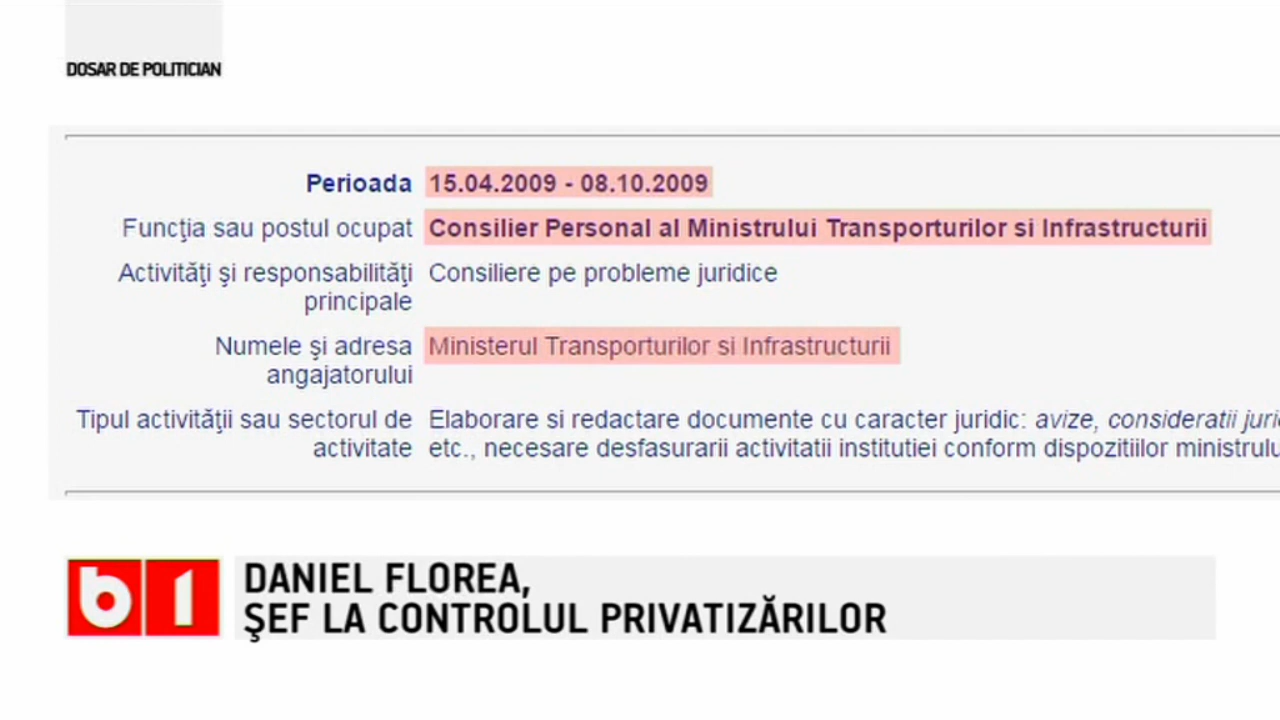 DOSAR DE POLITICIAN
Perioada 15.04.2009 - 08.10.2009
Funcţia sau postul ocupat Consilier Personal al Ministrului Transporturilor si Infrastructurii
Activităţi şi responsabilităţi Consiliere pe probleme juridice
principale
Numele şi adresa Ministerul Transporturilor si Infrastructurii
angajatorului
Tipul activităţii sau sectorul de Elaborare si redactare documente cu caracter juridic: avize, consideratii
activitate etc., necesare desfasurarii activitatii institutiei conform dispozitiilor
b1
DANIEL FLOREA,
ŞEF LA CONTROLUL PRIVATIZĂRILOR